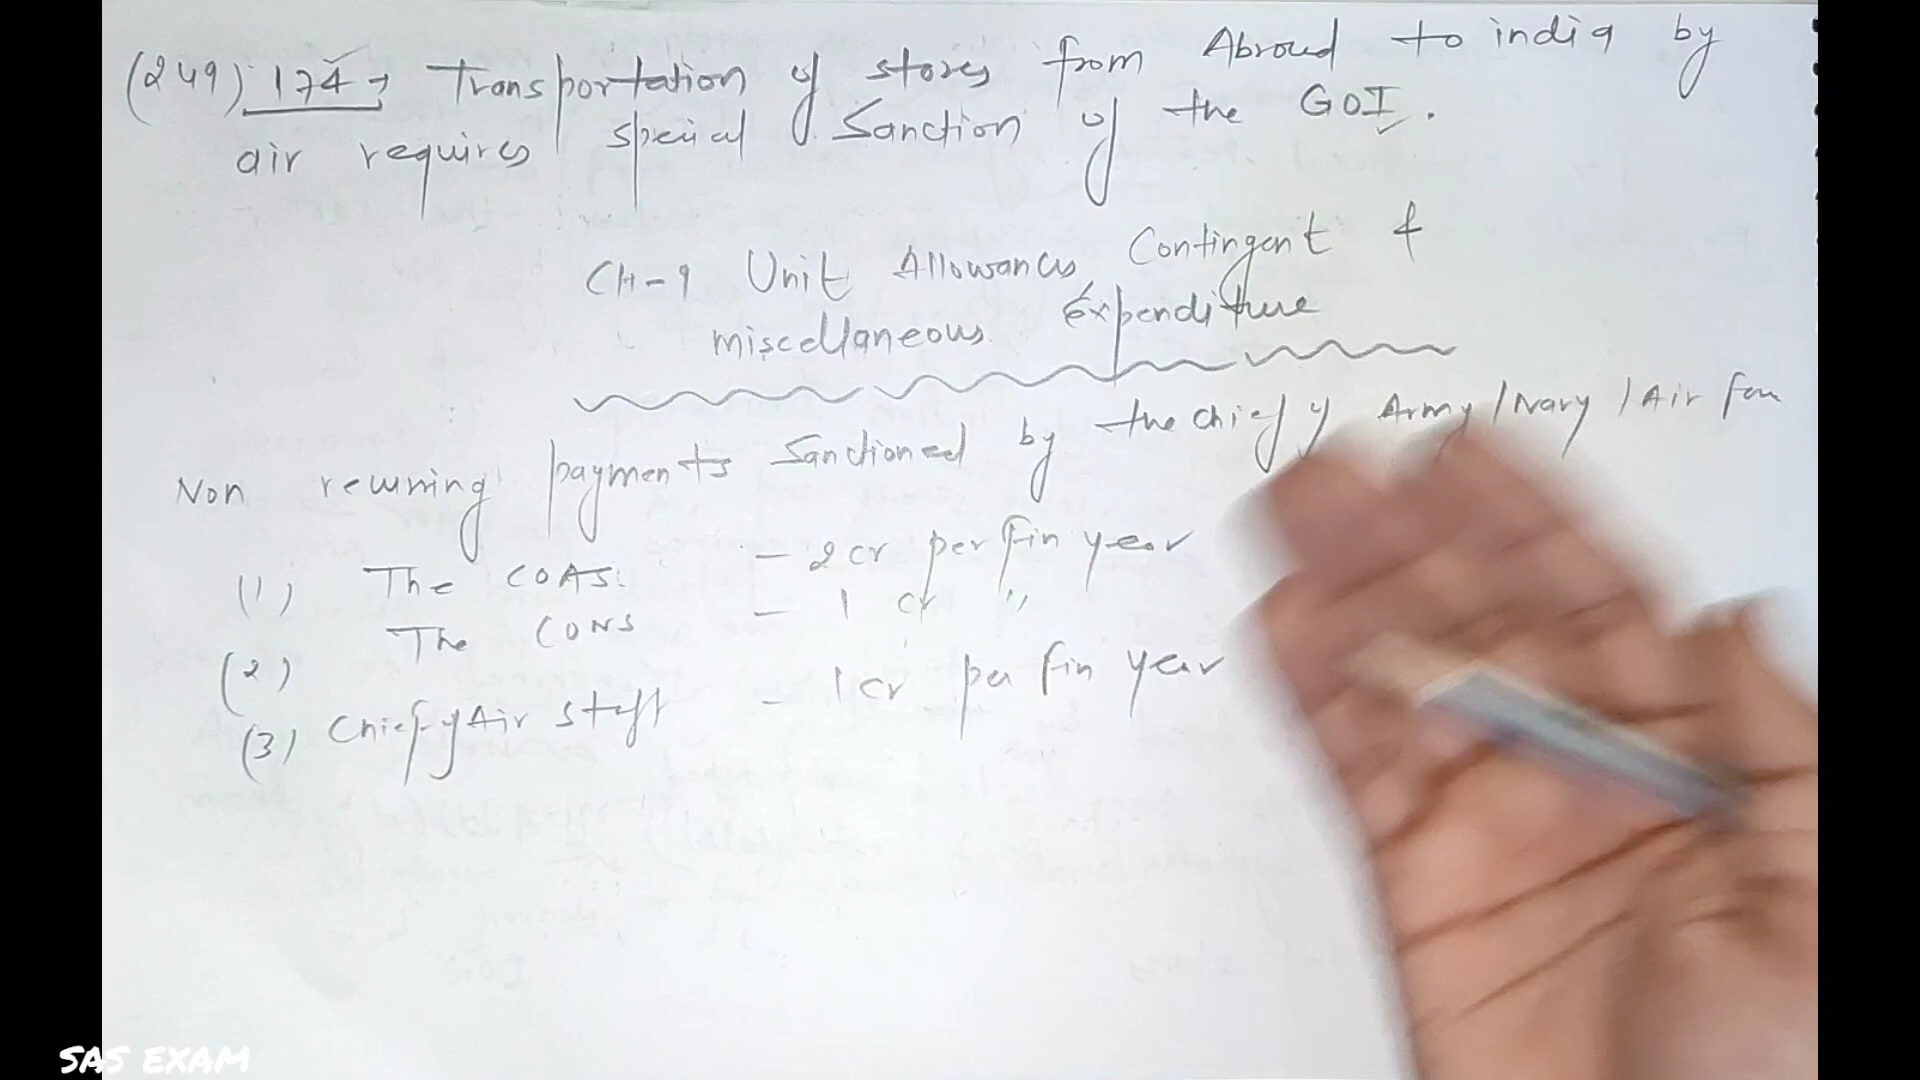 (249) 174 → Transportation of stores from Abroad to india by
air requires special Sanction of the GOI.
CH-9 Unit Allowances, Contingent &
miscellaneous Expenditure
Non recurring payments Sanctioned by the chief of Army / Navy / Air
(1) The COAS - 2 cr per fin year
(2) The CONS - 1 cr "
(3) Chief of Air staff - 1 cr per fin year
SAS EXAM